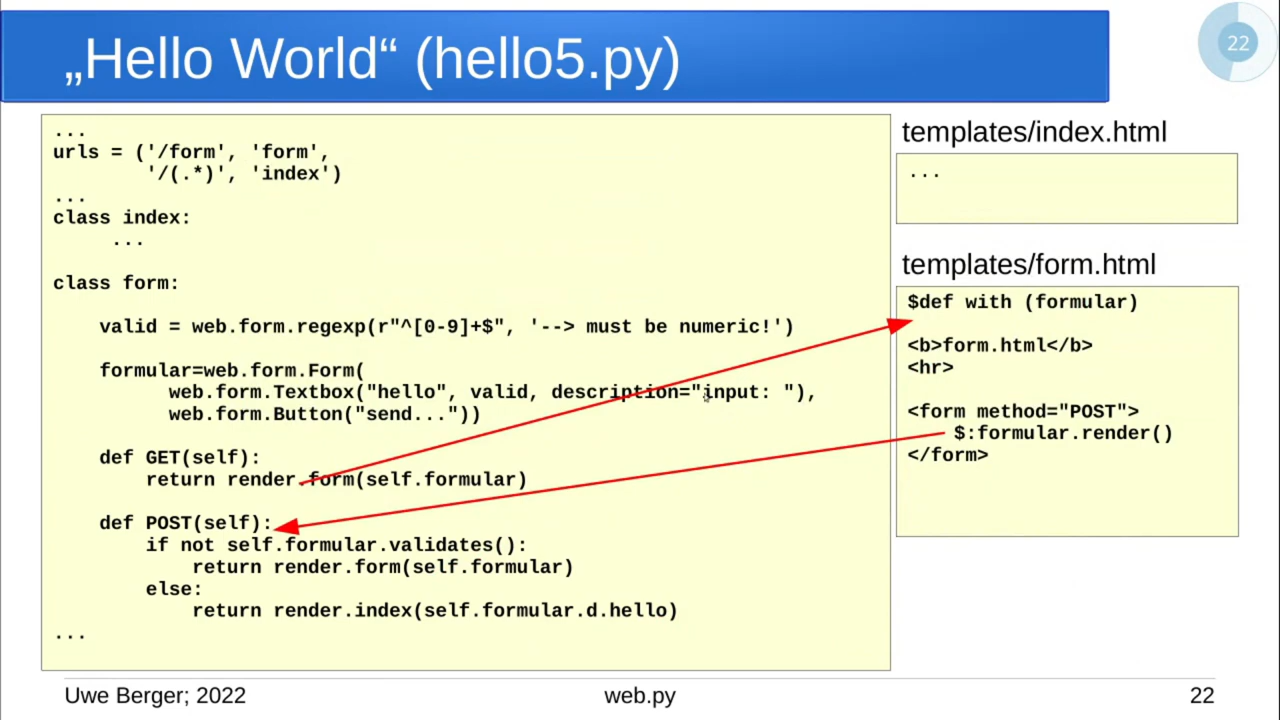 „Hello World“ (hello5.py)
22
...
urls = ('/form', 'form',
        '/(.*)', 'index')
...
class index:
     ...
class form:
    valid = web.form.regexp(r"^[0-9]+$", '--> must be numeric!')
    formular=web.form.Form(
          web.form.Textbox("hello", valid, description="input: "),
          web.form.Button("send..."))
    def GET(self):
        return render.form(self.formular)
    def POST(self):
        if not self.formular.validates():
            return render.form(self.formular)
        else:
            return render.index(self.formular.d.hello)
...
templates/index.html
...
templates/form.html
$def with (formular)
<b>form.html</b>
<hr>
<form method="POST">
    $:formular.render()
</form>
Uwe Berger; 2022
web.py
22